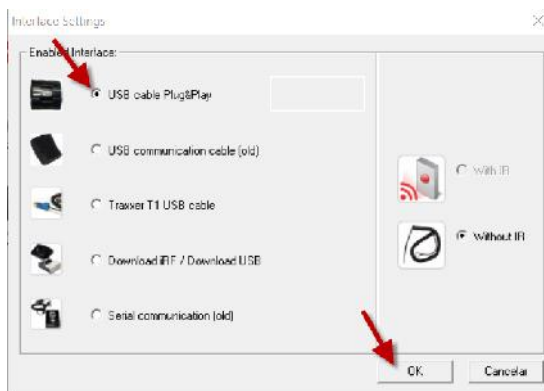 Interface Settings
Enabled Interface:
USB cable Plug&Play
USB communication cable (old)
Traxxer T1 USB cable
Download iRF / Download USB
Serial communication (old)
With IR
Without IR
OK
Cancelar